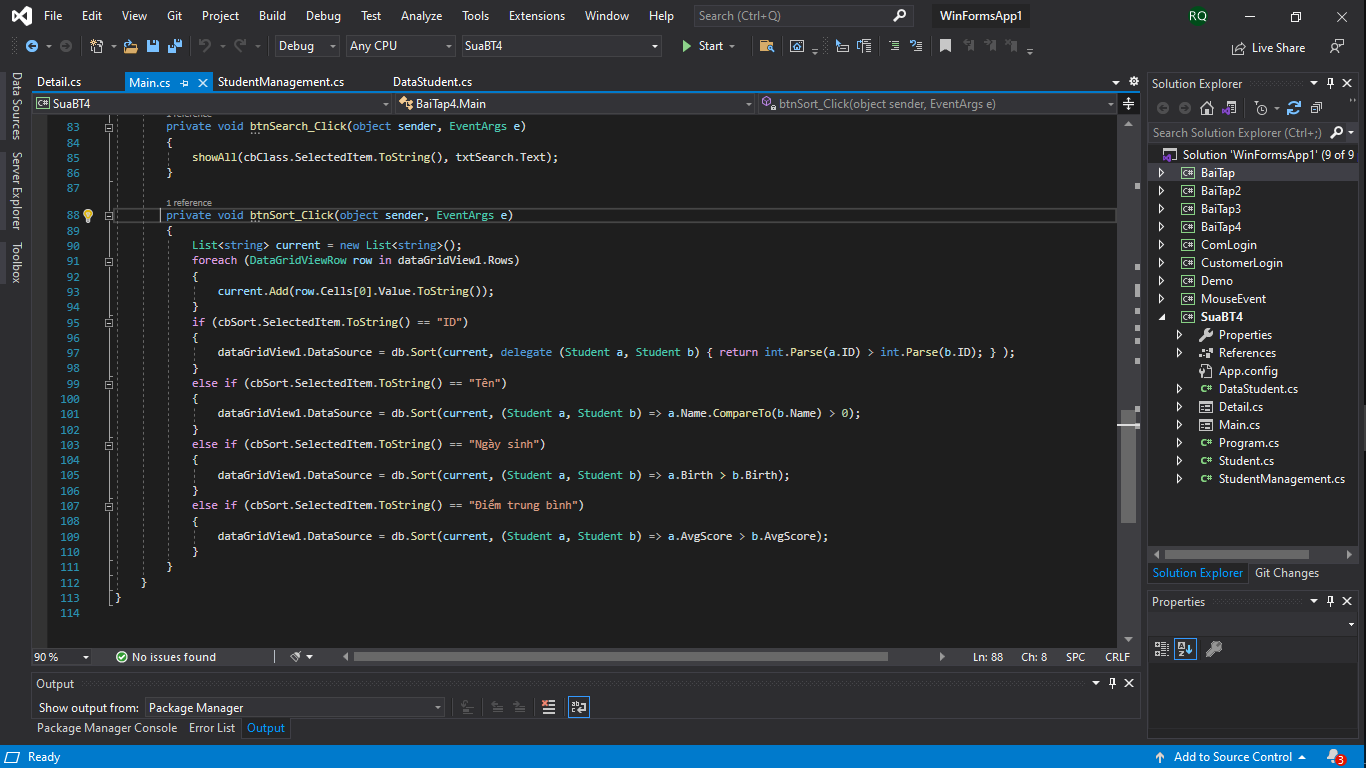 File Edit View Git Project Build Debug Test Analyze Tools Extensions Window Help Search (Ctrl+Q) WinFormsApp1 RQ
Debug Any CPU SuaBT4 Start Live Share
Data Sources
Server Explorer
Toolbox
Detail.cs Main.cs StudentManagement.cs DataStudent.cs
SuaBT4 BaiTap4.Main btnSort_Click(object sender, EventArgs e)
83 private void btnSearch_Click(object sender, EventArgs e)
84 {
85 showAll(cbClass.SelectedItem.ToString(), txtSearch.Text);
86 }
87
1 reference
88 private void btnSort_Click(object sender, EventArgs e)
89 {
90 List<string> current = new List<string>();
91 foreach (DataGridViewRow row in dataGridView1.Rows)
92 {
93 current.Add(row.Cells[0].Value.ToString());
94 }
95 if (cbSort.SelectedItem.ToString() == "ID")
96 {
97 dataGridView1.DataSource = db.Sort(current, delegate (Student a, Student b) { return int.Parse(a.ID) > int.Parse(b.ID); } );
98 }
99 else if (cbSort.SelectedItem.ToString() == "Tên")
100 {
101 dataGridView1.DataSource = db.Sort(current, (Student a, Student b) => a.Name.CompareTo(b.Name) > 0);
102 }
103 else if (cbSort.SelectedItem.ToString() == "Ngày sinh")
104 {
105 dataGridView1.DataSource = db.Sort(current, (Student a, Student b) => a.Birth > b.Birth);
106 }
107 else if (cbSort.SelectedItem.ToString() == "Điểm trung bình")
108 {
109 dataGridView1.DataSource = db.Sort(current, (Student a, Student b) => a.AvgScore > b.AvgScore);
110 }
111 }
112 }
113 }
114
90 % No issues found Ln: 88 Ch: 8 SPC CRLF
Output
Show output from: Package Manager
Package Manager Console Error List Output
Solution Explorer
Search Solution Explorer (Ctrl+;)
Solution 'WinFormsApp1' (9 of 9
C# BaiTap
C# BaiTap2
C# BaiTap3
C# BaiTap4
C# ComLogin
C# CustomerLogin
C# Demo
C# MouseEvent
C# SuaBT4
Properties
References
App.config
C# DataStudent.cs
Detail.cs
Main.cs
C# Program.cs
C# Student.cs
C# StudentManagement.cs
Solution Explorer Git Changes
Properties
Ready Add to Source Control 3